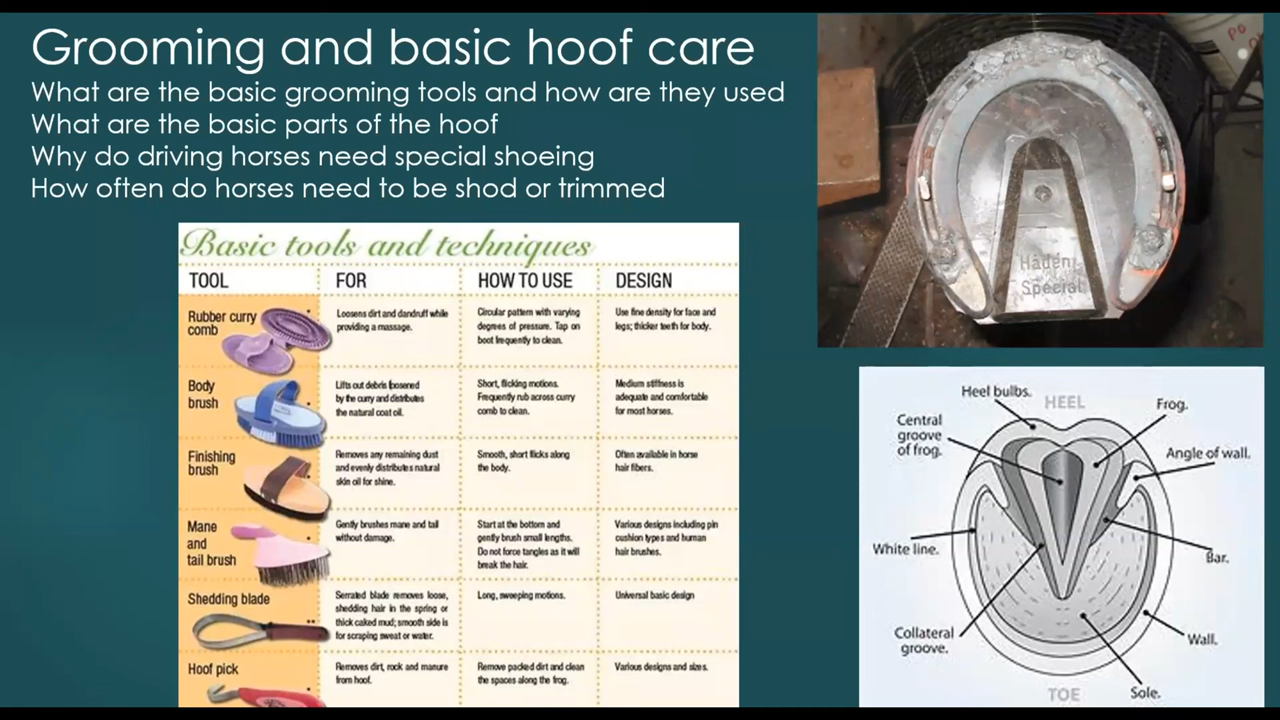 Grooming and basic hoof care
What are the basic grooming tools and how are they used
What are the basic parts of the hoof
Why do driving horses need special shoeing
How often do horses need to be shod or trimmed
Basic tools and techniques
TOOL FOR HOW TO USE DESIGN
Rubber curry
comb
Loosens dirt and dandruff while
providing a massage.
Circular pattern with varying
degrees of pressure. Tap on
boot frequently to clean.
Use fine density for face and
legs; thicker teeth for body.
Body
brush
Lifts out debris loosened
by the curry and distributes
the natural coat oil.
Short, flicking motions.
Frequently rub across curry
comb to clean.
Medium stiffness is
adequate and comfortable
for most horses.
Finishing
brush
Removes any remaining dust
and evenly distributes natural
skin oil for shine.
Smooth, short flicks along
the body.
Often available in horse
hair fibers.
Mane
and
tail brush
Gently brushes mane and tail
without damage.
Start at the bottom and
gently brush small lengths.
Do not force tangles as it will
break the hair.
Various designs including pin
cushion types and human
hair brushes.
Shedding blade
Serrated blade removes loose,
shedding hair in the spring or
thick caked mud; smooth side is
for scraping sweat or water.
Long, sweeping motions.
Universal basic design
Hoof pick
Removes dirt, rock and manure
from hoof.
Remove packed dirt and clean
the spaces along the frog.
Various designs and sizes.
Haden
Special
Heel bulbs.
HEEL
Frog.
Central
groove
of frog.
Angle of wall.
White line.
Bar.
Collateral
groove.
Wall.
TOE
Sole.